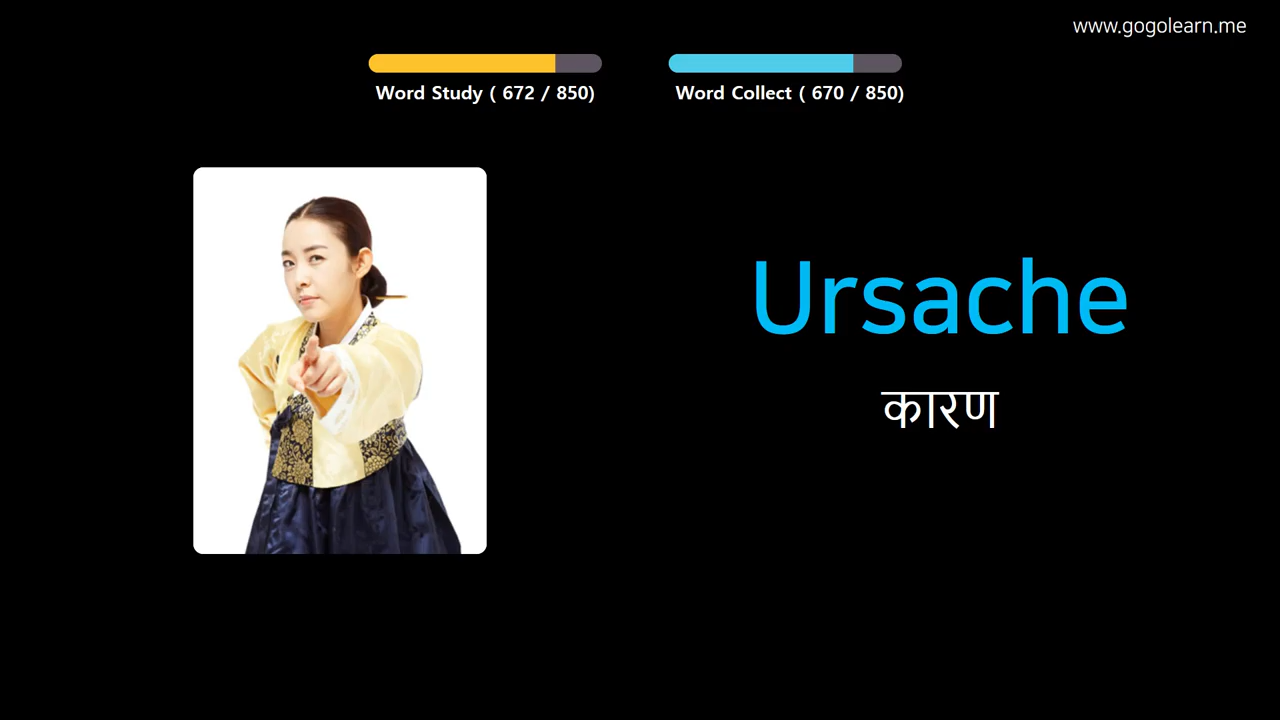 www.gogolearn.me
Word Study ( 672 / 850)
Word Collect ( 670 / 850)
Ursache
कारण